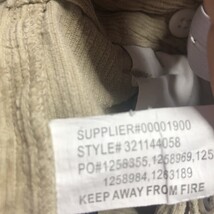 SUPPLIER#00001900
STYLE# 321144058
PO#1258355,1258969,125
1258984,1263189
KEEP AWAY FROM FIRE